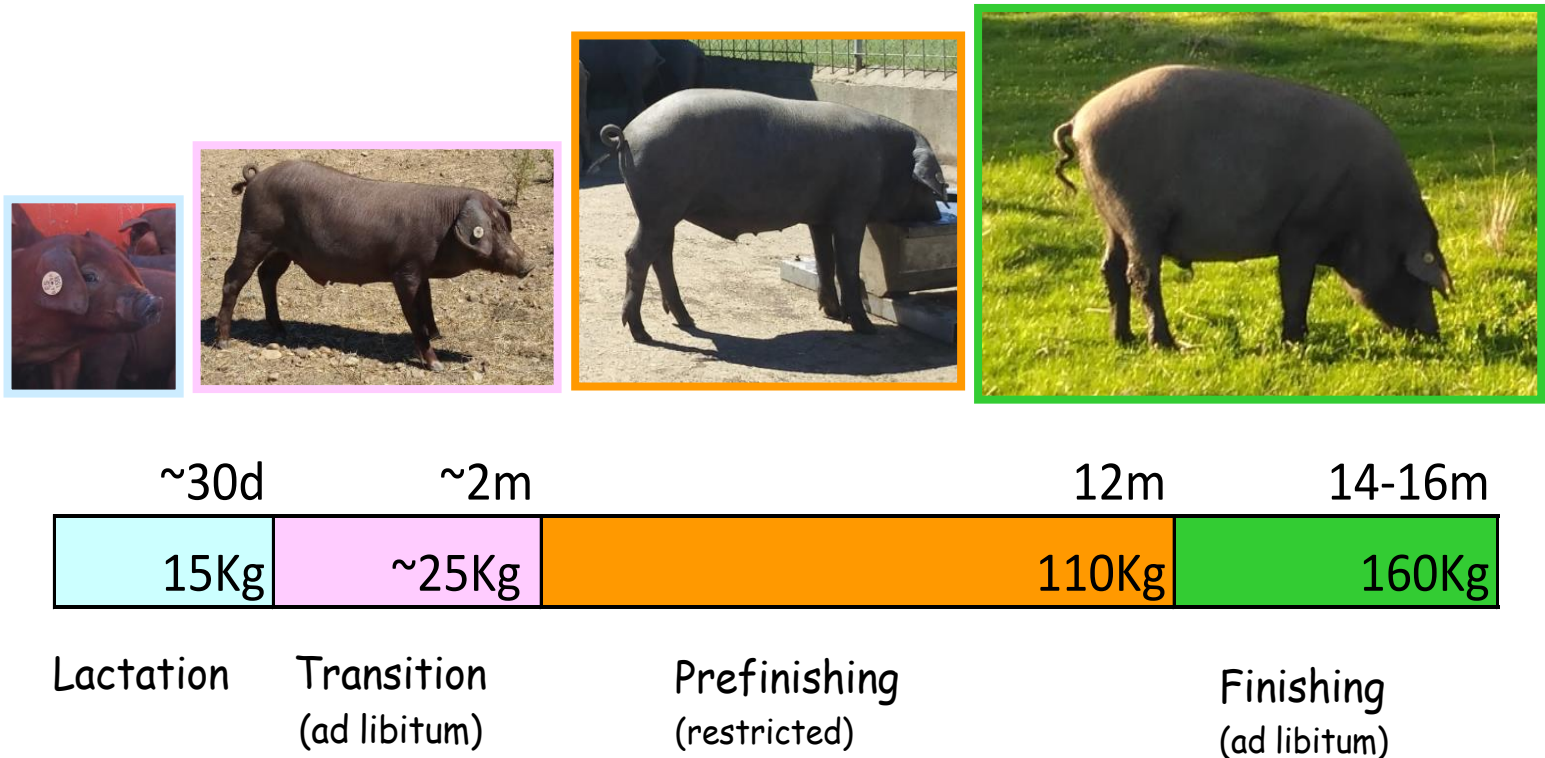 ~30d ~2m 12m 14-16m
15Kg ~25Kg 110Kg 160Kg
Lactation Transition Prefinishing Finishing
(ad libitum) (restricted) (ad libitum)